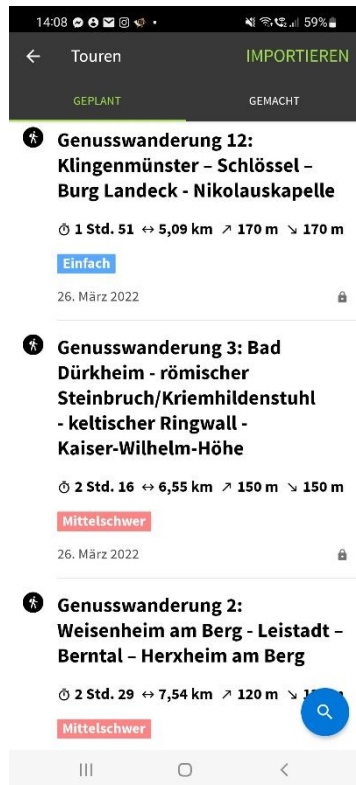 14:08 59%
Touren IMPORTIEREN
GEPLANT GEMACHT
Genusswanderung 12:
Klingenmünster – Schlössel –
Burg Landeck - Nikolauskapelle
1 Std. 51 ↔ 5,09 km ↗ 170 m ↘ 170 m
Einfach
26. März 2022
Genusswanderung 3: Bad
Dürkheim - römischer
Steinbruch/Kriemhildenstuhl
- keltischer Ringwall -
Kaiser-Wilhelm-Höhe
2 Std. 16 ↔ 6,55 km ↗ 150 m ↘ 150 m
Mittelschwer
26. März 2022
Genusswanderung 2:
Weisenheim am Berg - Leistadt –
Berntal – Herxheim am Berg
2 Std. 29 ↔ 7,54 km ↗ 120 m ↘
Mittelschwer